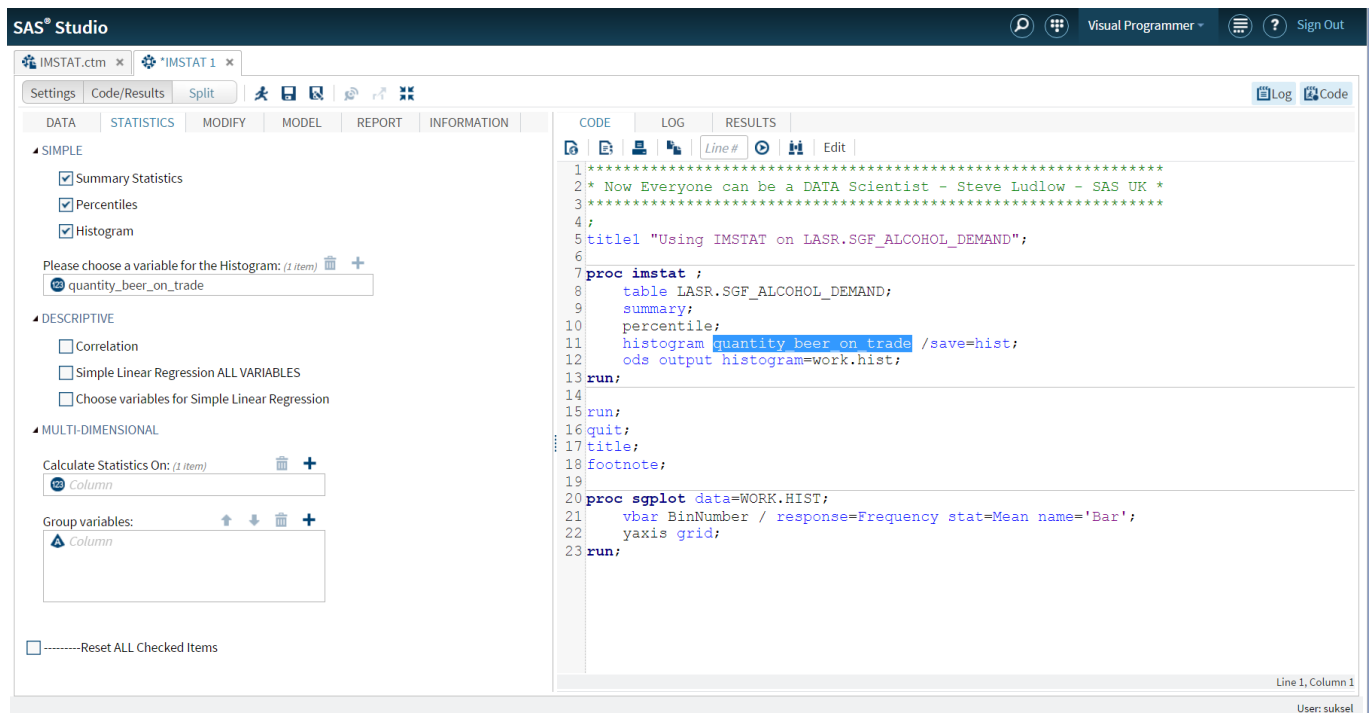 SAS® Studio
Visual Programmer
Sign Out
IMSTAT.ctm ×
*IMSTAT 1 ×
Settings Code/Results Split
Log Code
DATA STATISTICS MODIFY MODEL REPORT INFORMATION
SIMPLE
Summary Statistics
Percentiles
Histogram
Please choose a variable for the Histogram: (1 item)
123 quantity_beer_on_trade
DESCRIPTIVE
Correlation
Simple Linear Regression ALL VARIABLES
Choose variables for Simple Linear Regression
MULTI-DIMENSIONAL
Calculate Statistics On: (1 item)
123 Column
Group variables:
A Column
---------Reset ALL Checked Items
CODE LOG RESULTS
Line # Edit
1 ****************************************************************
2 * Now Everyone can be a DATA Scientist - Steve Ludlow - SAS UK *
3 ****************************************************************
4 ;
5 title1 "Using IMSTAT on LASR.SGF_ALCOHOL_DEMAND";
6
7 proc imstat ;
8     table LASR.SGF_ALCOHOL_DEMAND;
9     summary;
10     percentile;
11     histogram quantity_beer_on_trade /save=hist;
12     ods output histogram=work.hist;
13 run;
14
15 run;
16 quit;
17 title;
18 footnote;
19
20 proc sgplot data=WORK.HIST;
21     vbar BinNumber / response=Frequency stat=Mean name='Bar';
22     yaxis grid;
23 run;
Line 1, Column 1
User: suksel